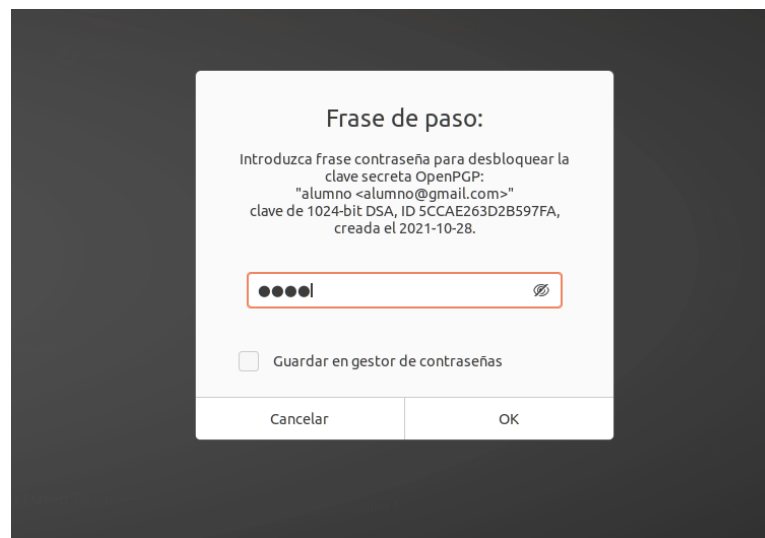 Frase de paso:
Introduzca frase contraseña para desbloquear la
clave secreta OpenPGP:
"alumno <alumno@gmail.com>"
clave de 1024-bit DSA, ID 5CCAE263D2B597FA,
creada el 2021-10-28.
●●●●
Guardar en gestor de contraseñas
Cancelar OK